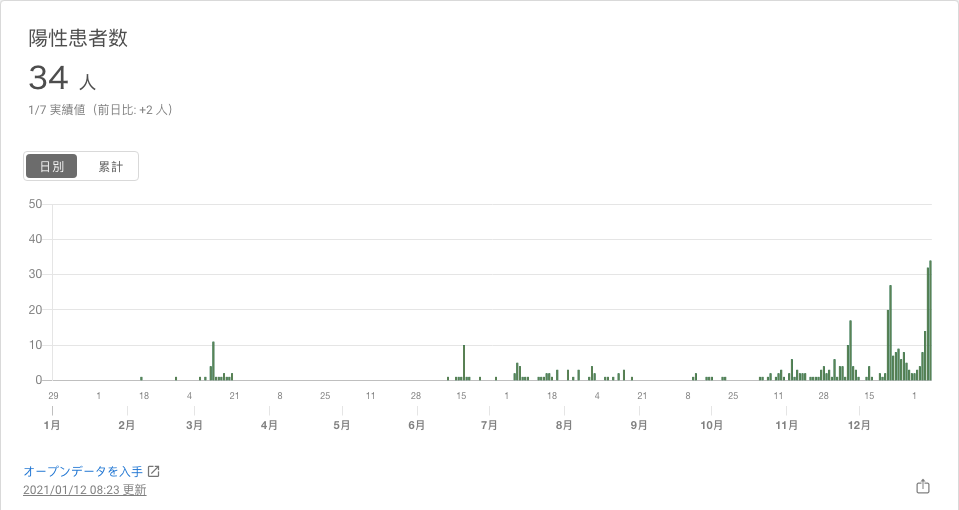 陽性患者数
34 人
1/7 実績値（前日比: +2 人）
日別 累計
50
40
30
20
10
0
29 1 18 4 21 8 25 11 28 15 1 18 4 21 8 25 11 28 15 1
1月 2月 3月 4月 5月 6月 7月 8月 9月 10月 11月 12月
オープンデータを入手
2021/01/12 08:23 更新